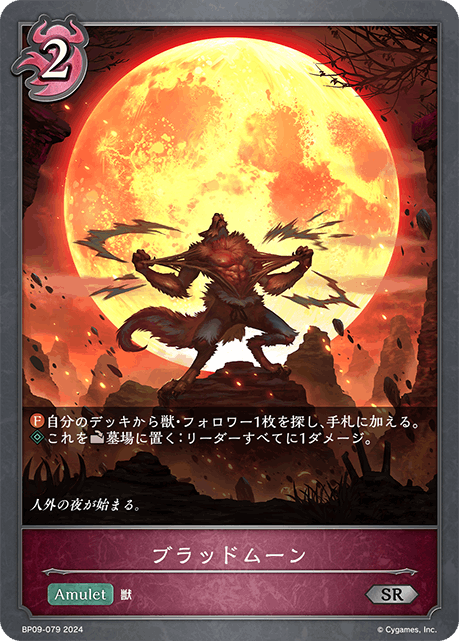 2
F自分のデッキから獣・フォロワー1枚を探し、手札に加える。
これを墓場に置く:リーダーすべてに1ダメージ。
人外の夜が始まる。
ブラッドムーン
Amulet 獣
SR
BP09-079 2024
© Cygames, Inc.